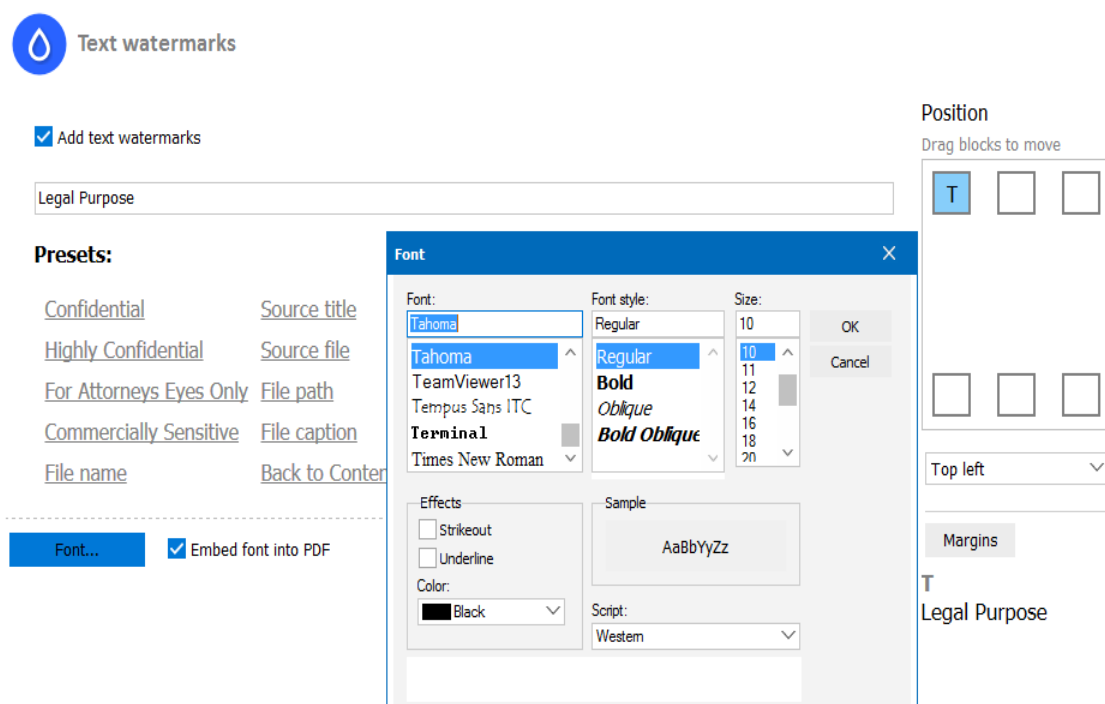 Text watermarks
Add text watermarks
Legal Purpose
Presets:
Confidential
Source title
Highly Confidential
Source file
For Attorneys Eyes Only
File path
Commercially Sensitive
File caption
File name
Back to Conter
Font...
Embed font into PDF
Font
Font:
Tahoma
Tahoma
TeamViewer13
Tempus Sans ITC
Terminal
Times New Roman
Font style:
Regular
Regular
Bold
Oblique
Bold Oblique
Size:
10
10
11
12
14
16
18
20
OK
Cancel
Effects
Strikeout
Underline
Color:
Black
Sample
AaBbYyZz
Script:
Western
Position
Drag blocks to move
T
Top left
Margins
T
Legal Purpose